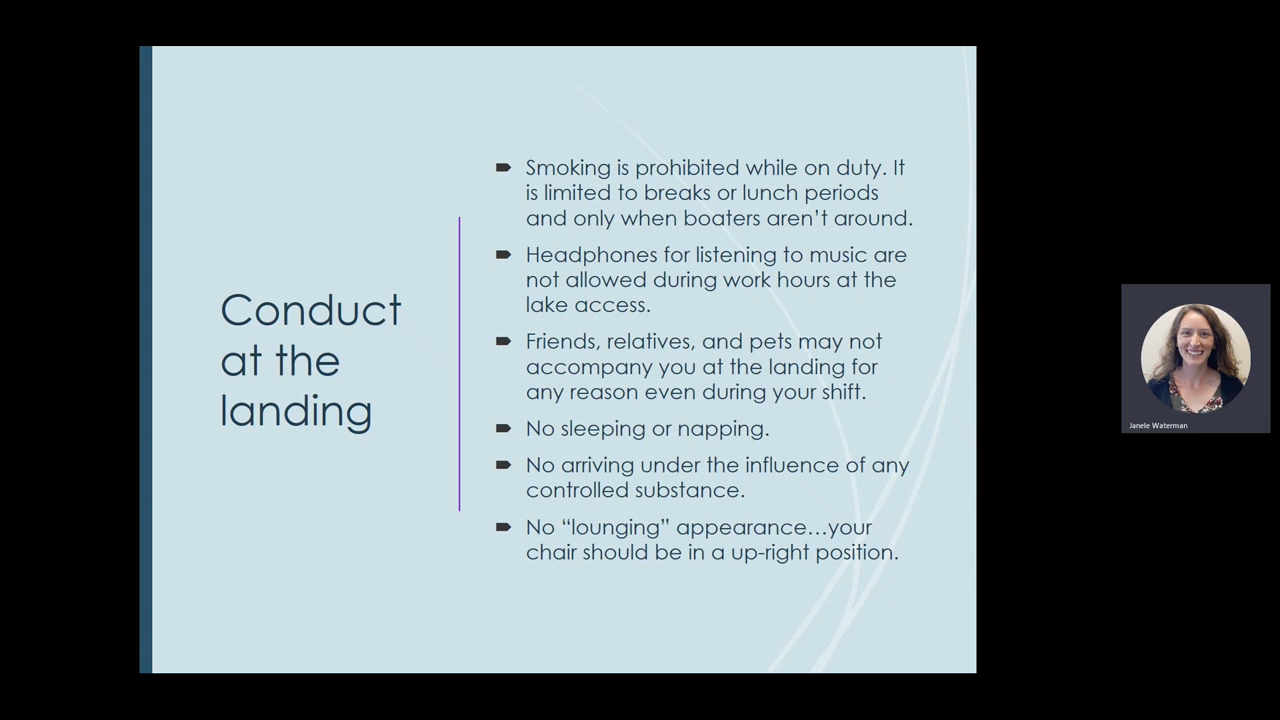 Conduct
at the
landing
Smoking is prohibited while on duty. It
is limited to breaks or lunch periods
and only when boaters aren’t around.
Headphones for listening to music are
not allowed during work hours at the
lake access.
Friends, relatives, and pets may not
accompany you at the landing for
any reason even during your shift.
No sleeping or napping.
No arriving under the influence of any
controlled substance.
No “lounging” appearance…your
chair should be in a up-right position.
Janele Waterman